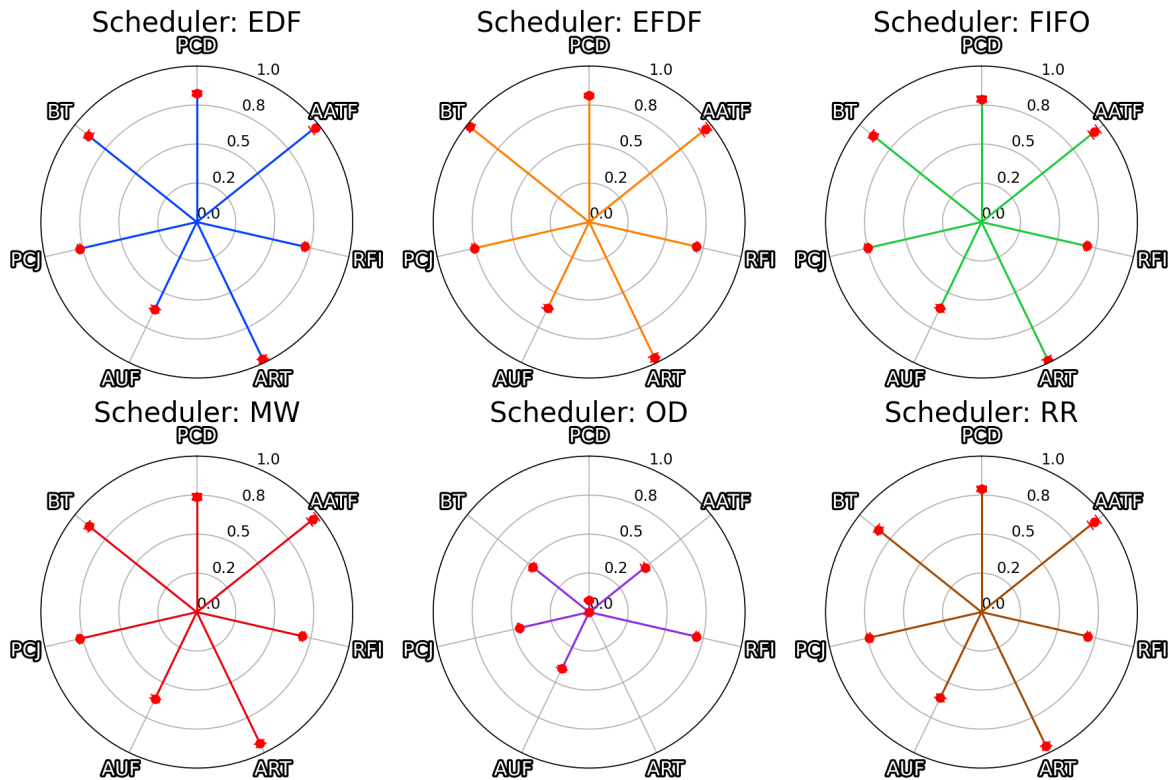 Scheduler: EDF
PCD
1.0
AATF
BT
0.8
0.5
0.2
0.0
PCJ
RFI
AUF
ART
Scheduler: EFDF
PCD
1.0
AATF
BT
0.8
0.5
0.2
0.0
PCJ
RFI
AUF
ART
Scheduler: FIFO
PCD
1.0
AATF
BT
0.8
0.5
0.2
0.0
PCJ
RFI
AUF
ART
Scheduler: MW
PCD
1.0
AATF
BT
0.8
0.5
0.2
0.0
PCJ
RFI
AUF
ART
Scheduler: OD
PCD
1.0
AATF
BT
0.8
0.5
0.2
0.0
PCJ
RFI
AUF
ART
Scheduler: RR
PCD
1.0
AATF
BT
0.8
0.5
0.2
0.0
PCJ
RFI
AUF
ART